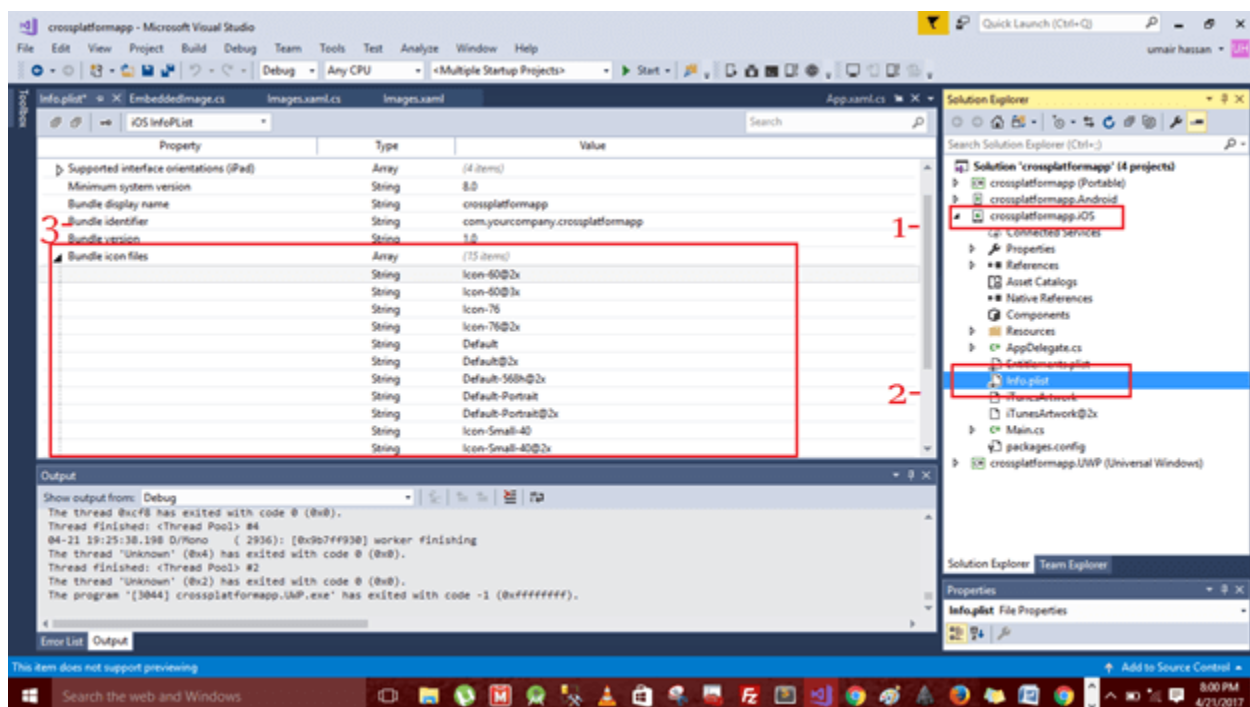 crossplatformapp - Microsoft Visual Studio
Quick Launch (Ctrl+Q)
File Edit View Project Build Debug Team Tools Test Analyze Window Help
umair hassan
UH
Debug Any CPU <Multiple Startup Projects> Start
Toolbox
Info.plist* EmbeddedImage.cs Images.xaml.cs Images.xaml App.xaml.cs
iOS InfoPList
Search
Property Type Value
Supported interface orientations (iPad) Array (4 items)
Minimum system version String 8.0
Bundle display name String crossplatformapp
Bundle identifier String com.yourcompany.crossplatformapp
3-
Bundle version String 1.0
Bundle icon files Array (15 items)
String Icon-60@2x
String Icon-60@3x
String Icon-76
String Icon-76@2x
String Default
String Default@2x
String Default-568h@2x
String Default-Portrait
String Default-Portrait@2x
String Icon-Small-40
String Icon-Small-40@2x
Output
Show output from: Debug
The thread 0xcf8 has exited with code 0 (0x0).
Thread finished: <Thread Pool> #4
04-21 19:25:38.198 D/Mono ( 2936): [0x9b7ff930] worker finishing
The thread 'Unknown' (0x4) has exited with code 0 (0x0).
Thread finished: <Thread Pool> #2
The thread 'Unknown' (0x2) has exited with code 0 (0x0).
The program '[3044] crossplatformapp.UWP.exe' has exited with code -1 (0xffffffff).
Error List Output
Solution Explorer
Search Solution Explorer (Ctrl+;)
Solution 'crossplatformapp' (4 projects)
crossplatformapp (Portable)
crossplatformapp.Android
1-
crossplatformapp.iOS
Connected Services
Properties
References
Asset Catalogs
Native References
Components
Resources
AppDelegate.cs
Entitlements.plist
2-
Info.plist
iTunesArtwork
iTunesArtwork@2x
Main.cs
packages.config
crossplatformapp.UWP (Universal Windows)
Solution Explorer Team Explorer
Properties
Info.plist File Properties
This item does not support previewing
Add to Source Control
Search the web and Windows
8:00 PM
4/21/2017